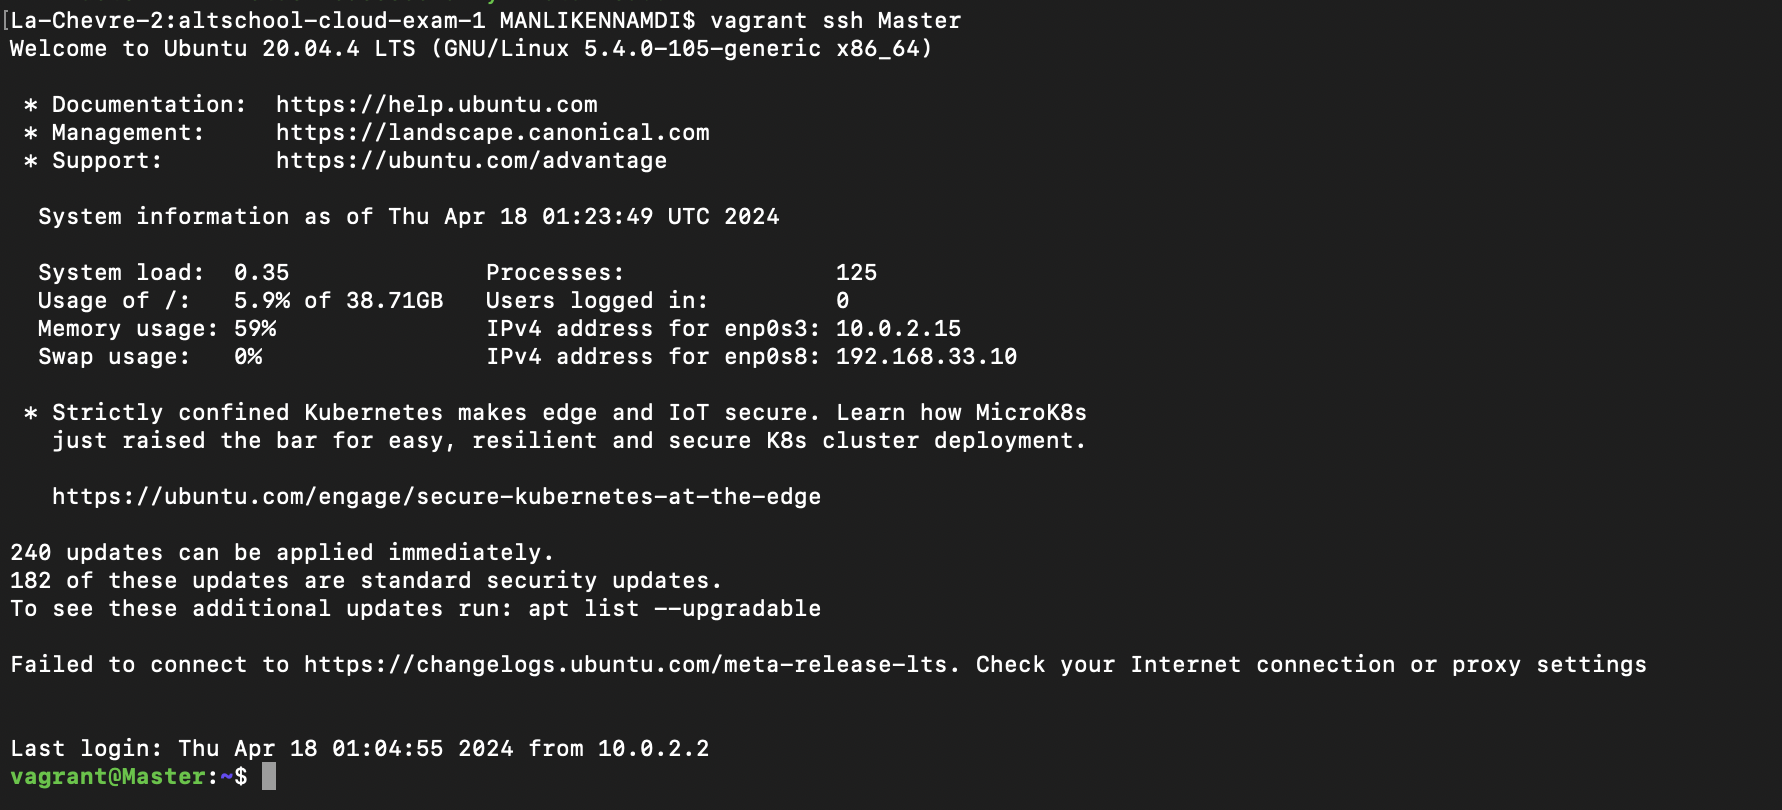 [La-Chevre-2:altschool-cloud-exam-1 MANLIKENNAMDI$ vagrant ssh Master
Welcome to Ubuntu 20.04.4 LTS (GNU/Linux 5.4.0-105-generic x86_64)
* Documentation:  https://help.ubuntu.com
* Management:     https://landscape.canonical.com
* Support:        https://ubuntu.com/advantage
System information as of Thu Apr 18 01:23:49 UTC 2024
System load:  0.35              Processes:               125
Usage of /:   5.9% of 38.71GB   Users logged in:         0
Memory usage: 59%               IPv4 address for enp0s3: 10.0.2.15
Swap usage:   0%                IPv4 address for enp0s8: 192.168.33.10
* Strictly confined Kubernetes makes edge and IoT secure. Learn how MicroK8s
just raised the bar for easy, resilient and secure K8s cluster deployment.
https://ubuntu.com/engage/secure-kubernetes-at-the-edge
240 updates can be applied immediately.
182 of these updates are standard security updates.
To see these additional updates run: apt list --upgradable
Failed to connect to https://changelogs.ubuntu.com/meta-release-lts. Check your Internet connection or proxy settings
Last login: Thu Apr 18 01:04:55 2024 from 10.0.2.2
vagrant@Master:~$